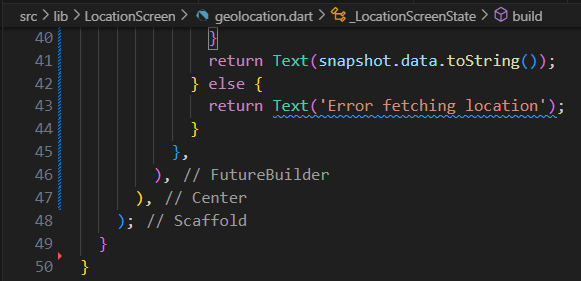 src > lib > LocationScreen > geolocation.dart > _LocationScreenState > build
40 }
41 return Text(snapshot.data.toString());
42 } else {
43 return Text('Error fetching location');
44 }
45 },
46 ), // FutureBuilder
47 ), // Center
48 ); // Scaffold
49 }
50 }